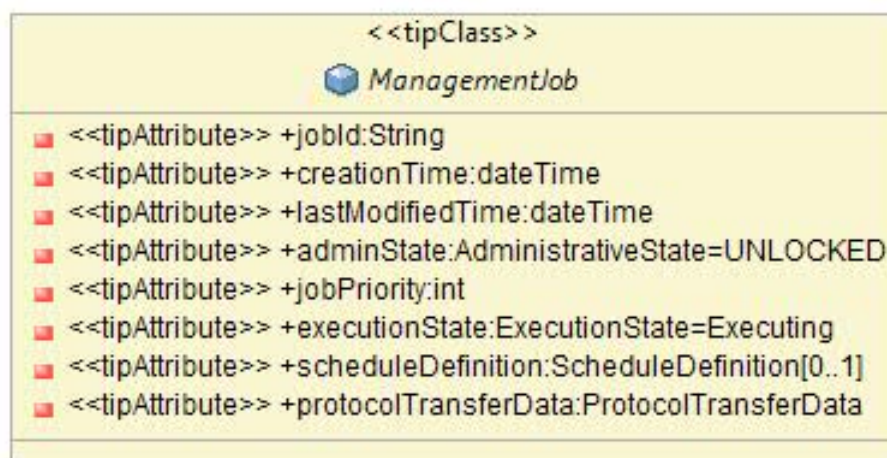 <<tipClass>>
ManagementJob
<<tipAttribute>> +jobId:String
<<tipAttribute>> +creationTime:dateTime
<<tipAttribute>> +lastModifiedTime:dateTime
<<tipAttribute>> +adminState:AdministrativeState=UNLOCKED
<<tipAttribute>> +jobPriority:int
<<tipAttribute>> +executionState:ExecutionState=Executing
<<tipAttribute>> +scheduleDefinition:ScheduleDefinition[0..1]
<<tipAttribute>> +protocolTransferData:ProtocolTransferData